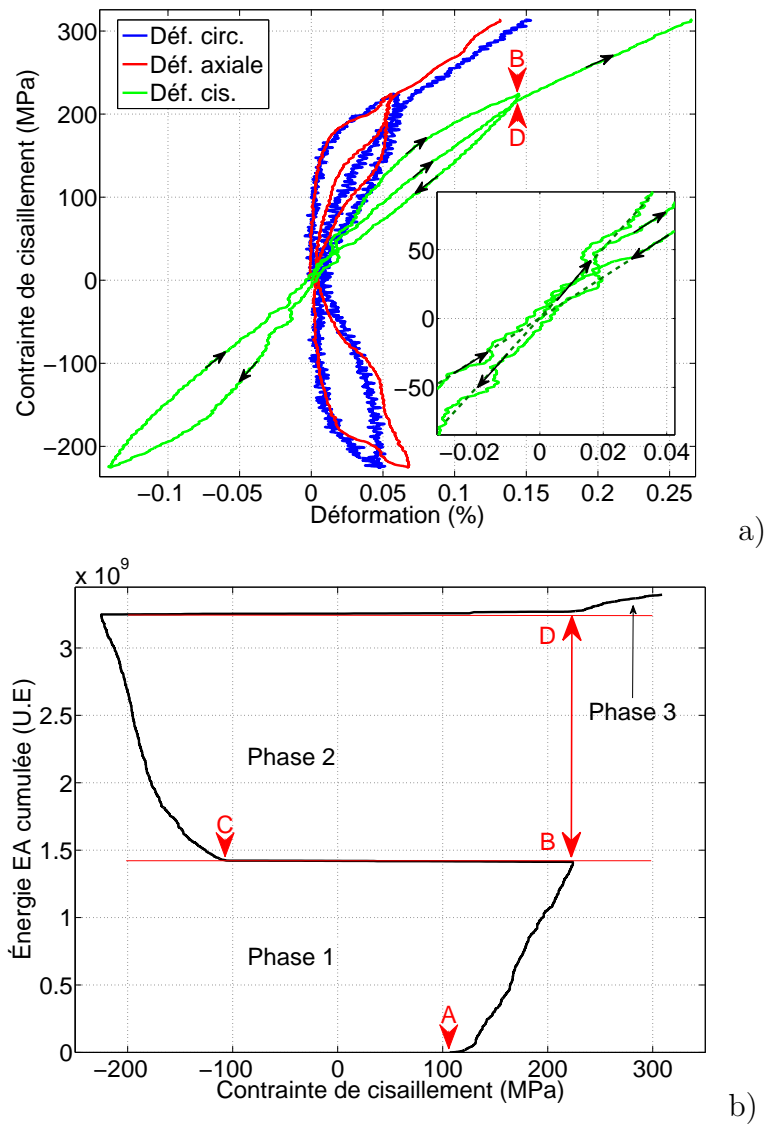 300
200
100
0
−100
−200
Contrainte de cisaillement (MPa)
Déf. circ.
Déf. axiale
Déf. cis.
B
D
50
0
−50
−0.02
0
0.02
0.04
−0.1
−0.05
0
0.05
0.1
0.15
0.2
0.25
Déformation (%)
a)
x 10^9
3
2.5
2
1.5
1
0.5
0
Énergie EA cumulée (U.E)
D
Phase 3
Phase 2
C
B
Phase 1
A
−200
−100
0
100
200
300
Contrainte de cisaillement (MPa)
b)